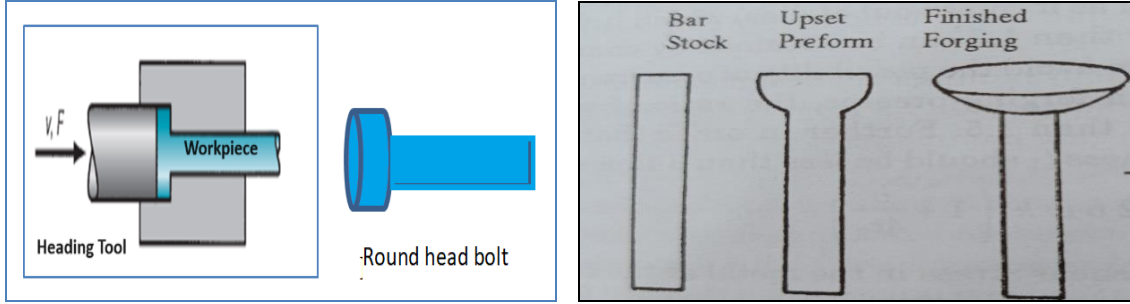 v, F
Workpiece
Heading Tool
Round head bolt
Bar
Stock
Upset
Preform
Finished
Forging